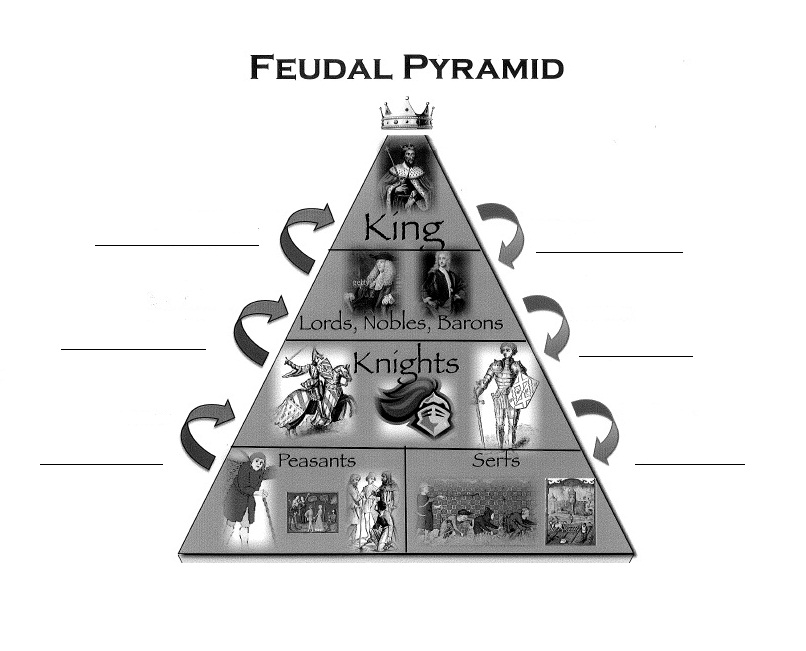 FEUDAL PYRAMID
King
Lords, Nobles, Barons
Knights
Peasants
Serfs